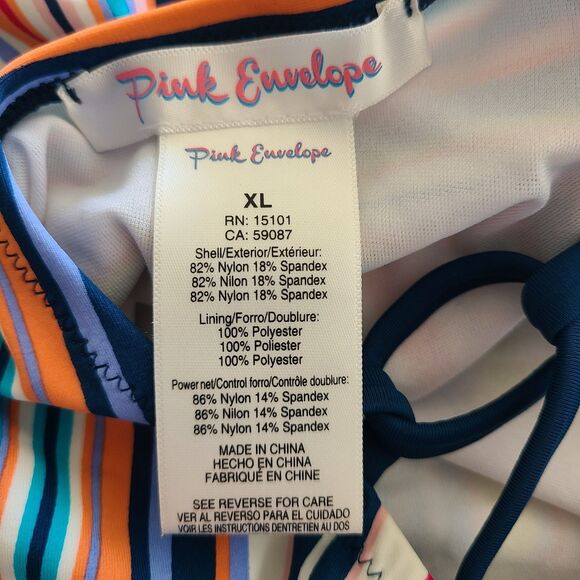 Pink Envelope
Pink Envelope
XL
RN: 15101
CA: 59087
Shell/Exterior/Extérieur:
82% Nylon 18% Spandex
82% Nilon 18% Spandex
82% Nylon 18% Spandex
Lining/Forro/Doublure:
100% Polyester
100% Poliester
100% Polyester
Power net/Control forro/Contrôle doublure:
86% Nylon 14% Spandex
86% Nilon 14% Spandex
86% Nylon 14% Spandex
MADE IN CHINA
HECHO EN CHINA
FABRIQUÉ EN CHINE
SEE REVERSE FOR CARE
VER AL REVERSO PARA EL CUIDADO
VOIR LES INSTRUCTIONS DENTRETIEN AU DOS